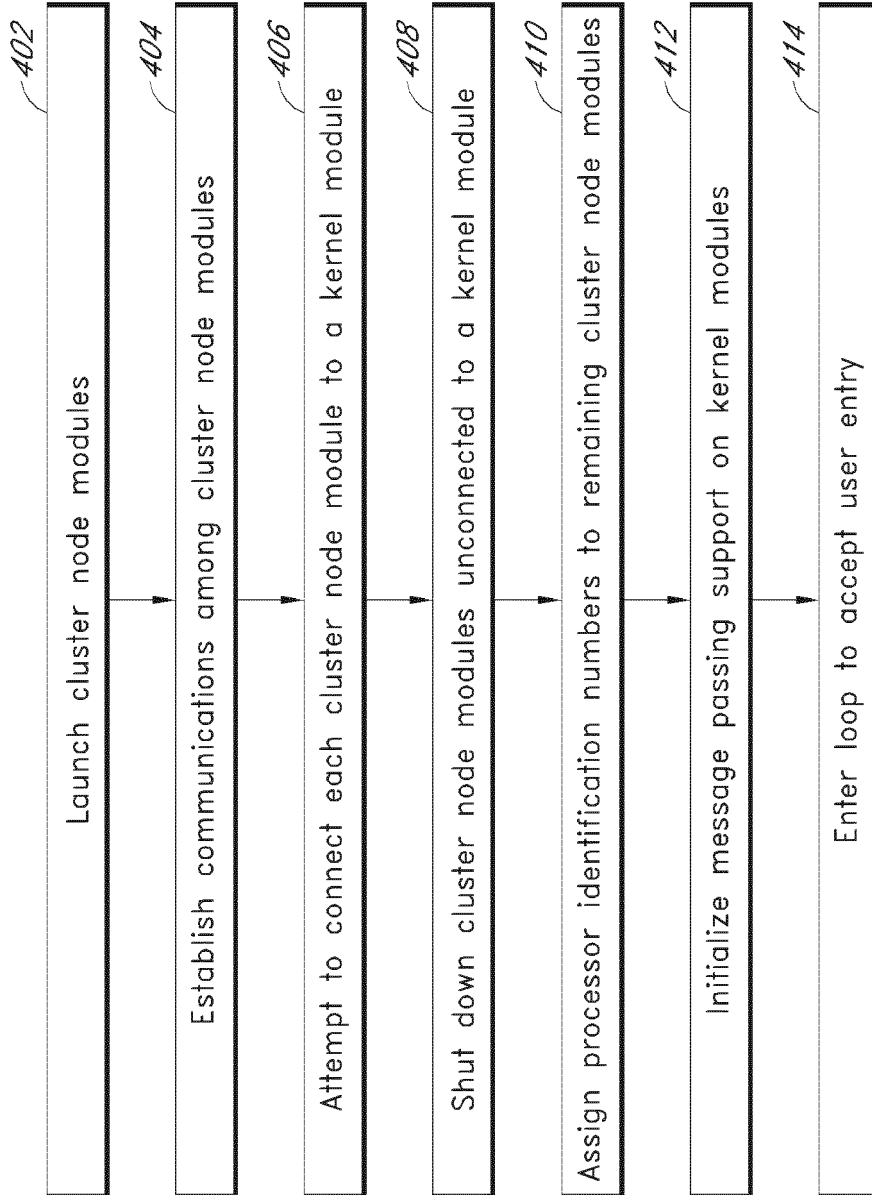 402
Launch cluster node modules
404
Establish communications among cluster node modules
406
Attempt to connect each cluster node module to a kernel module
408
Shut down cluster node modules unconnected to a kernel module
410
Assign processor identification numbers to remaining cluster node modules
412
Initialize message passing support on kernel modules
414
Enter loop to accept user entry